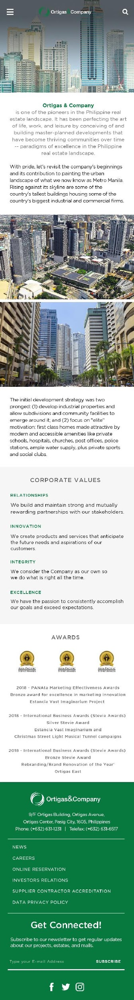 Ortigas&Company
Ortigas & Company
is one of the pioneers in the Philippine real
estate landscape. It has been perfecting the art
of life, work, and leisure by conceiving of and
building master-planned developments that
have become thriving communities over time
-- paradigms of excellence in the Philippine
real estate landscape.
With pride, let's revisit the company's beginnings
and its contribution to painting the urban
landscape of what we now know as Metro Manila.
Rising against its skyline are some of the
country's tallest buildings housing some of the
country's biggest industrial and commercial firms.
The initial development strategy was two
pronged: (1) develop industrial properties and
allow subdivisions and community facilities to
emerge around it; and (2) focus on "elite"
motivation: first class homes made attractive by
modern and accessible amenities like private
schools, hospitals, churches, post offices, police
stations, ample water supply, plus private sports
and social clubs.
CORPORATE VALUES
RELATIONSHIPS
We build and maintain strong and mutually
rewarding partnerships with our stakeholders.
INNOVATION
We create products and services that anticipate
the future needs and aspirations of our
customers.
INTEGRITY
We consider the Company as our own so
we do what is right all the time.
EXCELLENCE
We have the passion to consistently accomplish
our goals and exceed expectations.
AWARDS
ASIA-PACIFIC ASIA-PACIFIC ASIA-PACIFIC
STEVIE AWARDS STEVIE AWARDS STEVIE AWARDS
2018 - PANAta Marketing Effectiveness Awards
Bronze award for excellence in marketing innovation
Estancia Vast Imaginarium Project
2018 - International Business Awards (Stevie Awards)
Silver Stevie Award
Estancia Vast Imaginarium and
Christmas Street Light Musical Tunnel campaigns
2018 - International Business Awards (Stevie Awards)
Bronze Stevie Award
Rebranding/Brand Renovation of the Year'
Ortigas East
Ortigas&Company
9/F Ortigas Building, Ortigas Avenue,
Ortigas Center, Pasig City, 1605, Philippines
Phone: (+632) 631-1231 | Telefax: (+632) 631-6517
NEWS
CAREERS
ONLINE RESERVATION
INVESTORS RELATIONS
SUPPLIER CONTRACTOR ACCREDITATION
DATA PRIVACY POLICY
Get Connected!
Subscribe to our newsletter to get regular updates
about our projects, estates, and malls.
Type your E-mail Address SUBSCRIBE